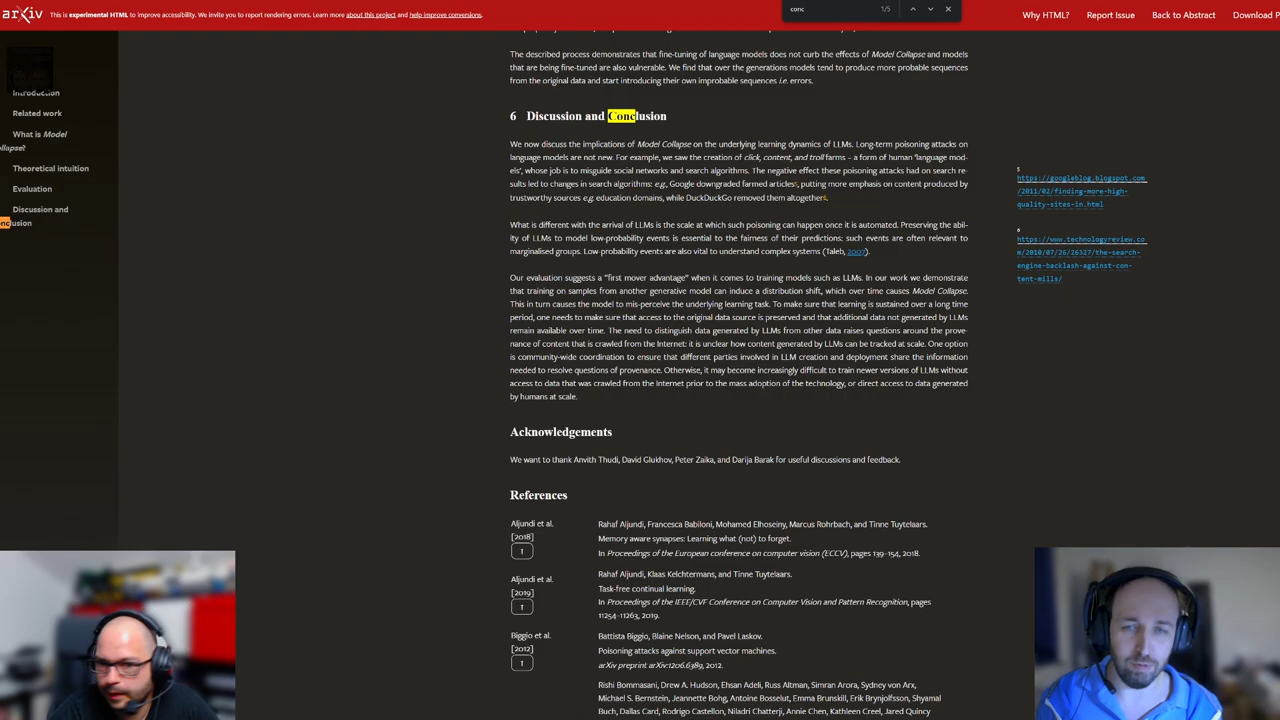 arXiv
This is experimental HTML to improve accessibility. We invite you to report rendering errors. Learn more about this project and help improve conversions.
conc
1/5
Why HTML?
Report Issue
Back to Abstract
Download P
Introduction
Related work
What is Model
ollapse?
Theoretical intuition
Evaluation
Discussion and
onclusion
The described process demonstrates that fine-tuning of language models does not curb the effects of Model Collapse and models
that are being fine-tuned are also vulnerable. We find that over the generations models tend to produce more probable sequences
from the original data and start introducing their own improbable sequences i.e. errors.
6 Discussion and Conclusion
We now discuss the implications of Model Collapse on the underlying learning dynamics of LLMs. Long-term poisoning attacks on
language models are not new. For example, we saw the creation of click, content, and troll farms – a form of human ‘language mod-
els’, whose job is to misguide social networks and search algorithms. The negative effect these poisoning attacks had on search re-
sults led to changes in search algorithms: e.g., Google downgraded farmed articles5, putting more emphasis on content produced by
trustworthy sources e.g. education domains, while DuckDuckGo removed them altogether6.
What is different with the arrival of LLMs is the scale at which such poisoning can happen once it is automated. Preserving the abil-
ity of LLMs to model low-probability events is essential to the fairness of their predictions: such events are often relevant to
marginalised groups. Low-probability events are also vital to understand complex systems (Taleb, 2007).
Our evaluation suggests a “first mover advantage” when it comes to training models such as LLMs. In our work we demonstrate
that training on samples from another generative model can induce a distribution shift, which over time causes Model Collapse.
This in turn causes the model to mis-perceive the underlying learning task. To make sure that learning is sustained over a long time
period, one needs to make sure that access to the original data source is preserved and that additional data not generated by LLMs
remain available over time. The need to distinguish data generated by LLMs from other data raises questions around the prove-
nance of content that is crawled from the Internet: it is unclear how content generated by LLMs can be tracked at scale. One option
is community-wide coordination to ensure that different parties involved in LLM creation and deployment share the information
needed to resolve questions of provenance. Otherwise, it may become increasingly difficult to train newer versions of LLMs without
access to data that was crawled from the Internet prior to the mass adoption of the technology, or direct access to data generated
by humans at scale.
5
https://googleblog.blogspot.com
/2011/02/finding-more-high-
quality-sites-in.html
6
https://www.technologyreview.co
m/2010/07/26/26327/the-search-
engine-backlash-against-con-
tent-mills/
Acknowledgements
We want to thank Anvith Thudi, David Glukhov, Peter Zaika, and Darija Barak for useful discussions and feedback.
References
Aljundi et al.
[2018]
↑
Rahaf Aljundi, Francesca Babiloni, Mohamed Elhoseiny, Marcus Rohrbach, and Tinne Tuytelaars.
Memory aware synapses: Learning what (not) to forget.
In Proceedings of the European conference on computer vision (ECCV), pages 139–154, 2018.
Aljundi et al.
[2019]
↑
Rahaf Aljundi, Klaas Kelchtermans, and Tinne Tuytelaars.
Task-free continual learning.
In Proceedings of the IEEE/CVF Conference on Computer Vision and Pattern Recognition, pages
11254–11263, 2019.
Biggio et al.
[2012]
↑
Battista Biggio, Blaine Nelson, and Pavel Laskov.
Poisoning attacks against support vector machines.
arXiv preprint arXiv:1206.6389, 2012.
Rishi Bommasani, Drew A. Hudson, Ehsan Adeli, Russ Altman, Simran Arora, Sydney von Arx,
Michael S. Bernstein, Jeannette Bohg, Antoine Bosselut, Emma Brunskill, Erik Brynjolfsson, Shyamal
Buch, Dallas Card, Rodrigo Castellon, Niladri Chatterji, Annie Chen, Kathleen Creel, Jared Quincy